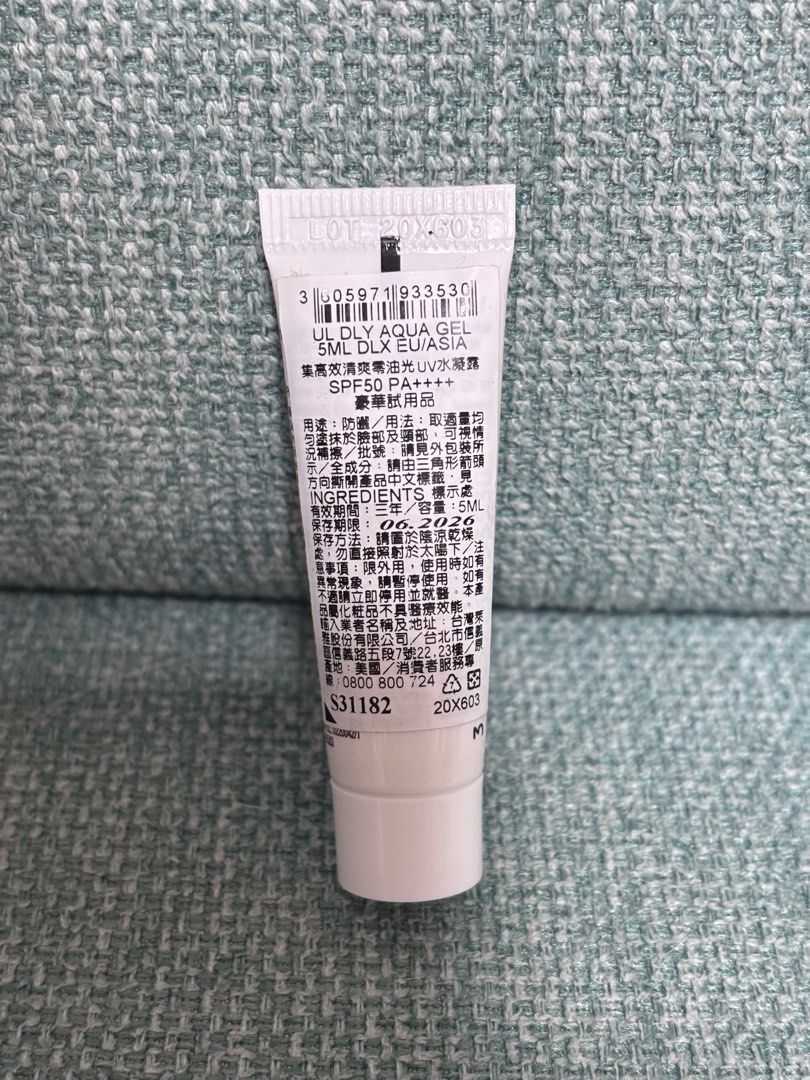 LOT 20X603
3 605971 933530
UL DLY AQUA GEL
5ML DLX EU/ASIA
集高效清爽零油光UV水凝露
SPF50 PA++++
豪華試用品
用途：防曬／用法：取適量均
勻塗抹於臉部及頸部，可視情
況補擦／批號：請見外包裝所
示／全成分：請由三角形箭頭
方向撕開產品中文標籤，見
INGREDIENTS 標示處
有效期間：三年／容量：5ML
保存期限：06.2026
保存方法：請置於陰涼乾燥
處，勿直接照射於太陽下／注
意事項：限外用，使用時如有
異常現象，請暫停使用。如有
不適請立即停用並就醫。本產
品屬化粧品不具醫療效能。
輸入業者名稱及地址：台灣萊
雅股份有限公司／台北市信義
區信義路五段7號22,23樓／原
產地：美國／消費者服務專
線：0800 800 724
S31182
20X603